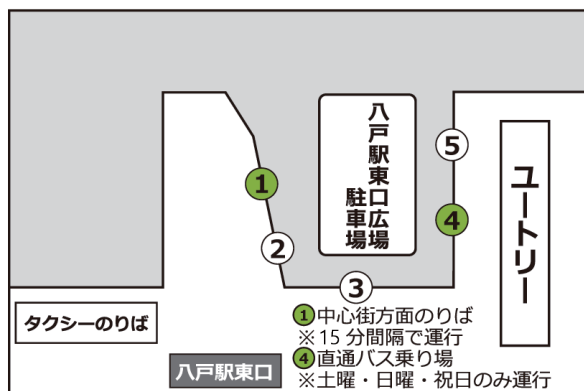 1
2
3
4
5
八戸駅東口広場
駐車場
ユートリー
タクシーのりば
八戸駅東口
1 中心街方面のりば
※15分間隔で運行
4 直通バス乗り場
※土曜・日曜・祝日のみ運行